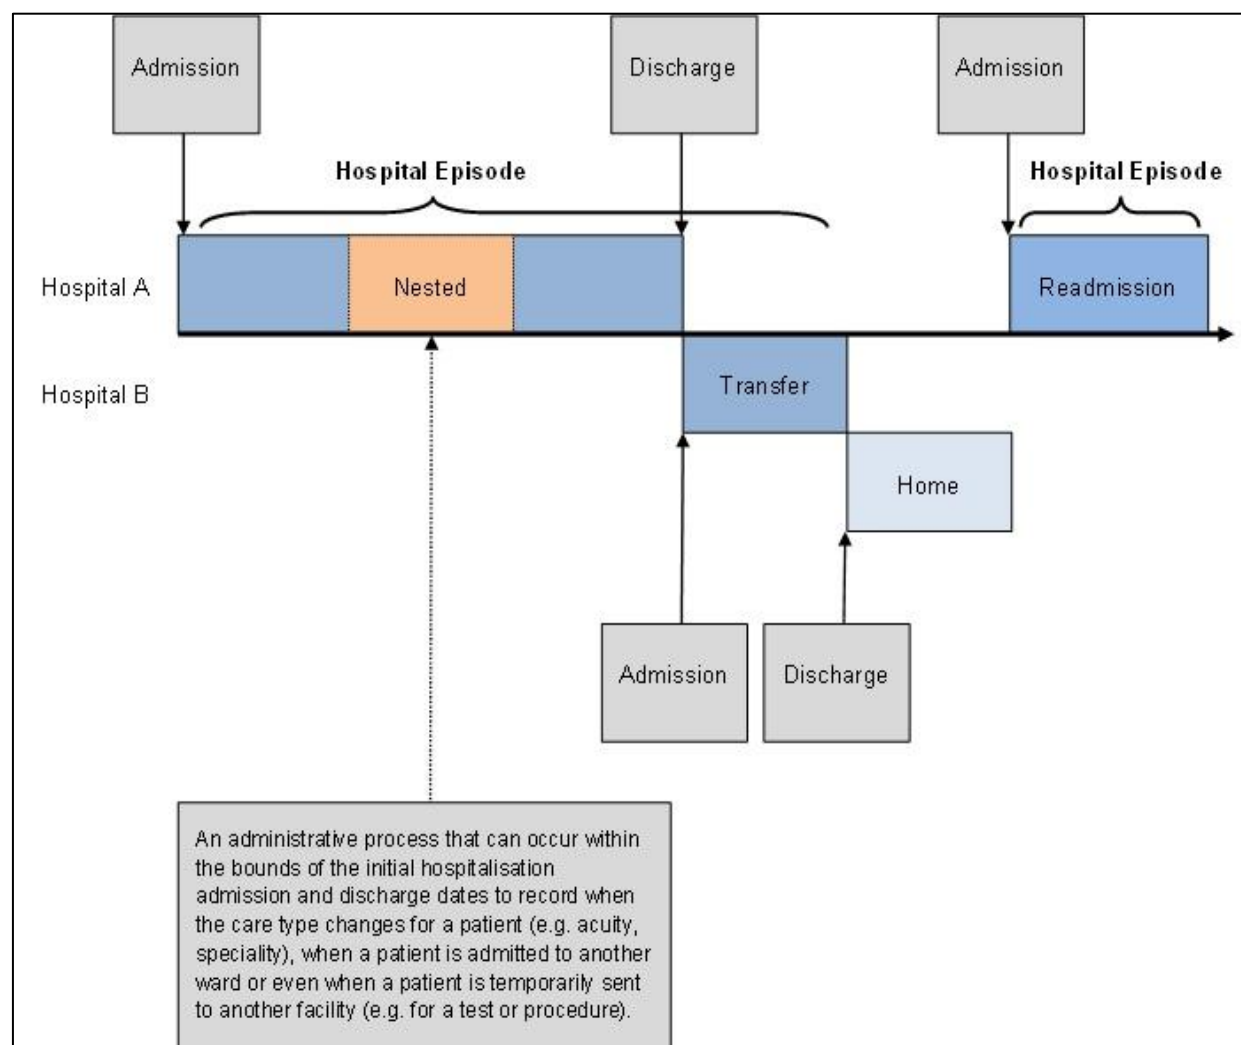 Admission
Discharge
Admission
Hospital Episode
Hospital Episode
Hospital A
Nested
Readmission
Hospital B
Transfer
Home
Admission
Discharge
An administrative process that can occur within
the bounds of the initial hospitalisation
admission and discharge dates to record when
the care type changes for a patient (e.g. acuity,
speciality), when a patient is admitted to another
ward or even when a patient is temporarily sent
to another facility (e.g. for a test or procedure).